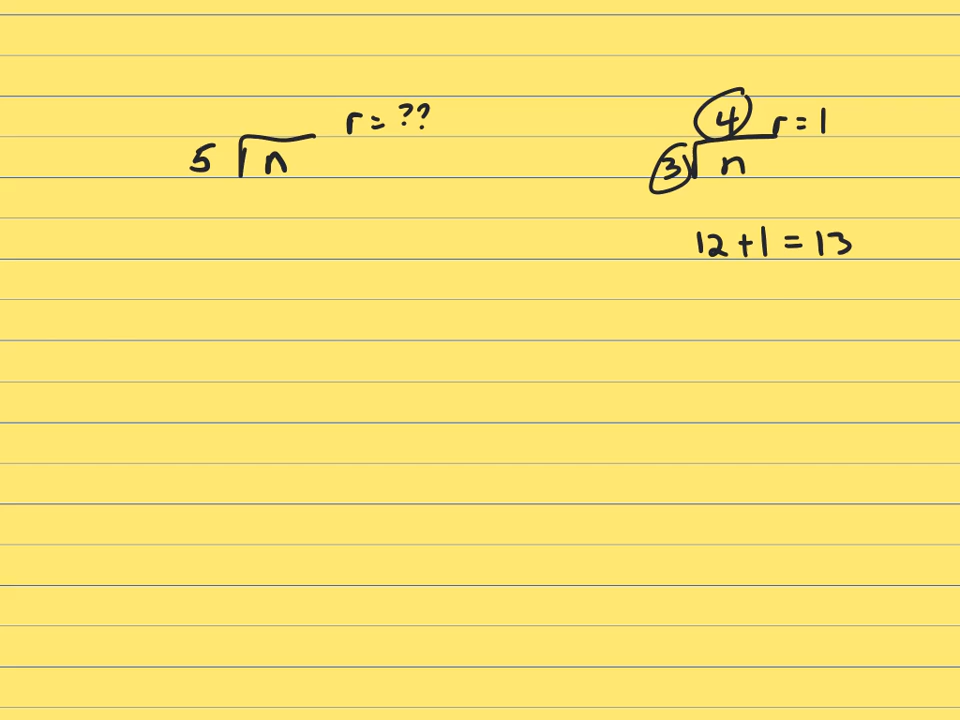 r = ??
5 n
4 r = 1
3 n
12 + 1 = 13